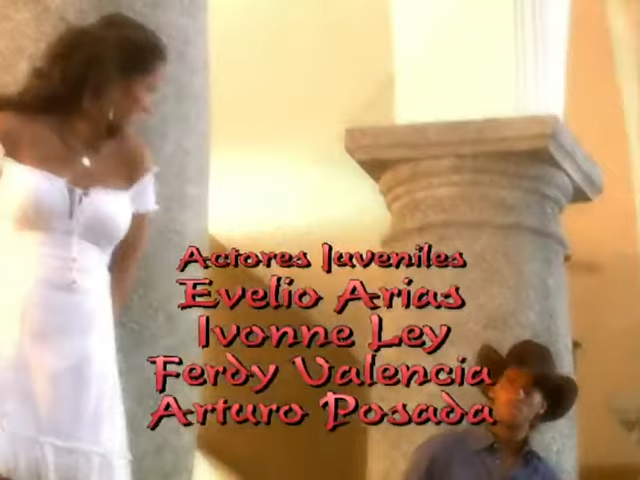 Actores Juveniles
Evelio Arias
Ivonne Ley
Ferdy Valencia
Arturo Posada